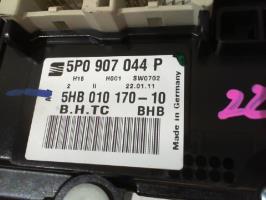 5P0 907 044 P
H16 H001 SW0702
2 II 22.01.11
5HB 010 170-10
B.H.TC BHB
Made in Germany
22